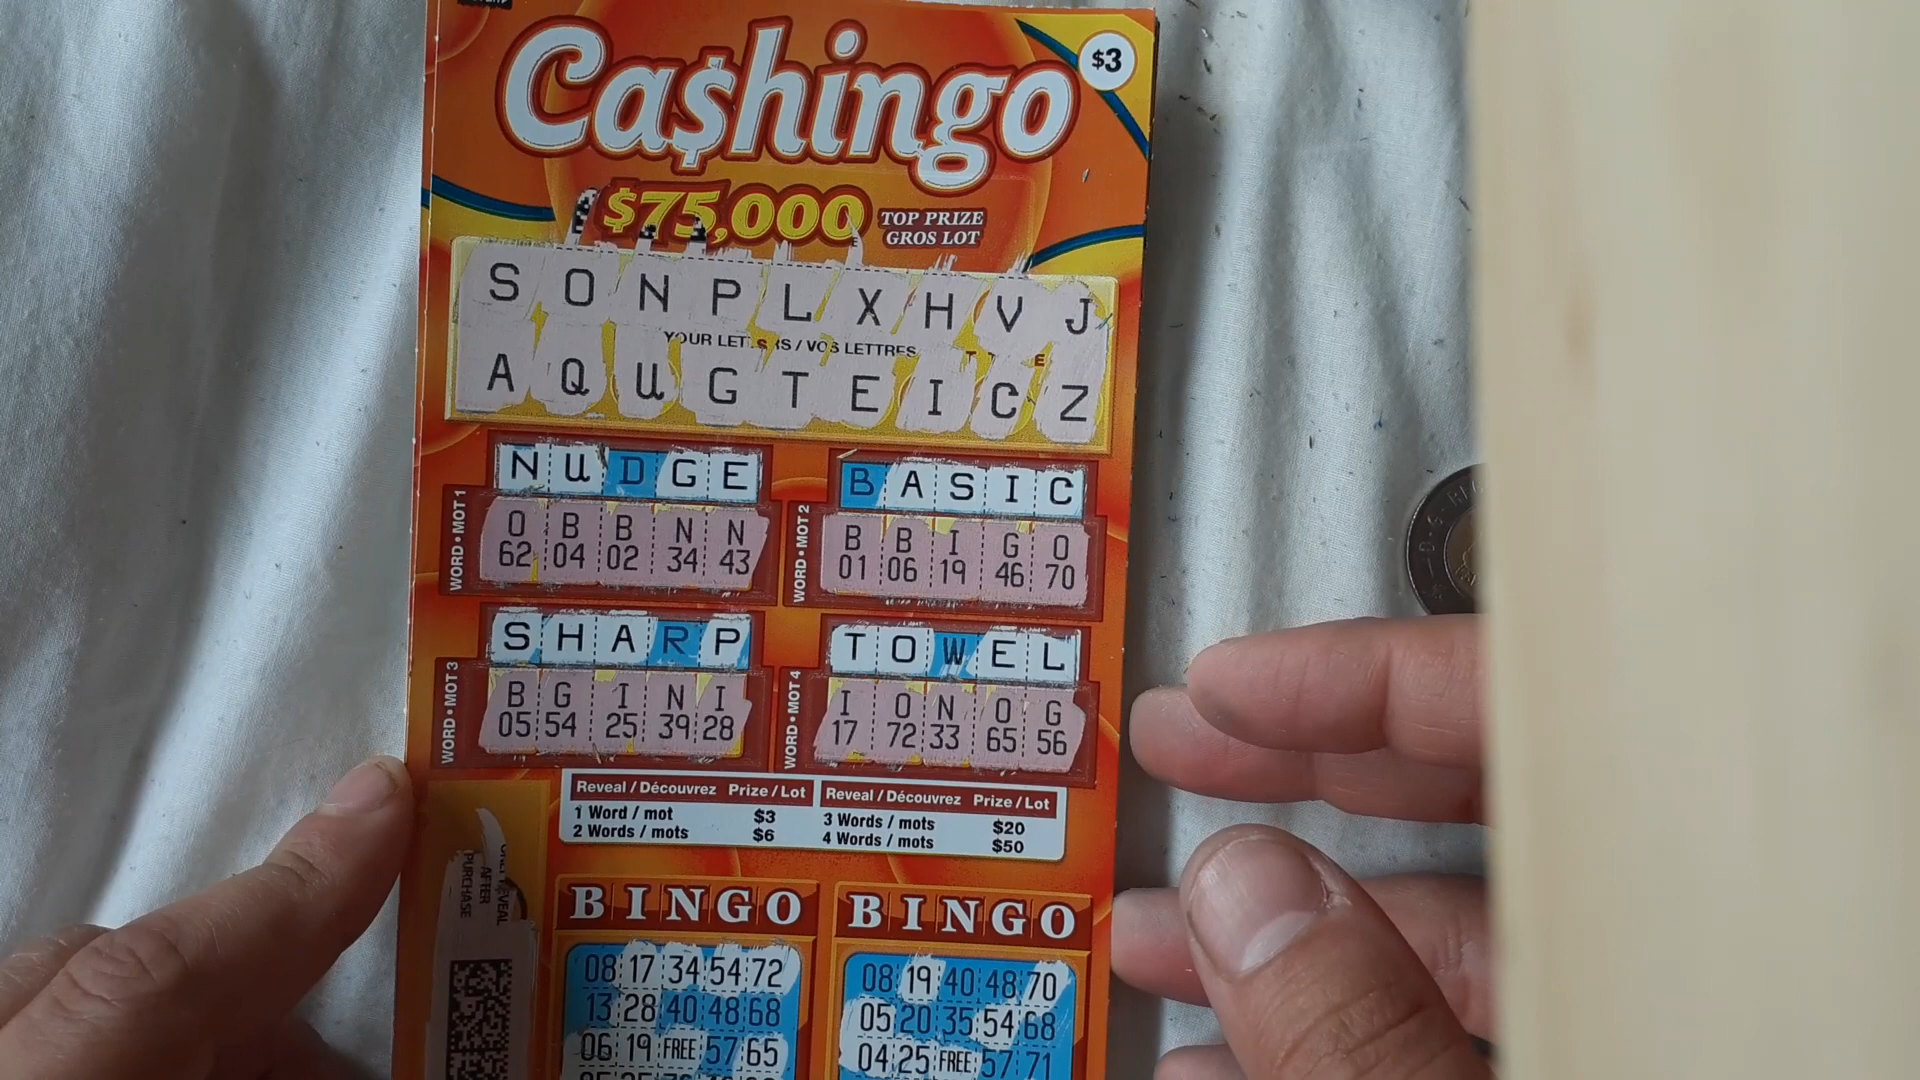 Ca$hingo
$3
$75,000
TOP PRIZE
GROS LOT
S O N P L X H V J
YOUR LETTERS / VOS LETTRES
A Q U G T E I C Z
WORD • MOT 1
N U D G E
O B B N N
62 04 02 34 43
WORD • MOT 2
B A S I C
B B I G O
01 06 19 46 70
WORD • MOT 3
S H A R P
B G I N I
05 54 25 39 28
WORD • MOT 4
T O W E L
I O N O G
17 72 33 65 56
Reveal / Découvrez Prize / Lot
1 Word / mot $3
2 Words / mots $6
Reveal / Découvrez Prize / Lot
3 Words / mots $20
4 Words / mots $50
AFTER
PURCHASE
BINGO
08 17 34 54 72
13 28 40 48 68
06 19 FREE 57 65
BINGO
08 19 40 48 70
05 20 35 54 68
04 25 FREE 57 71